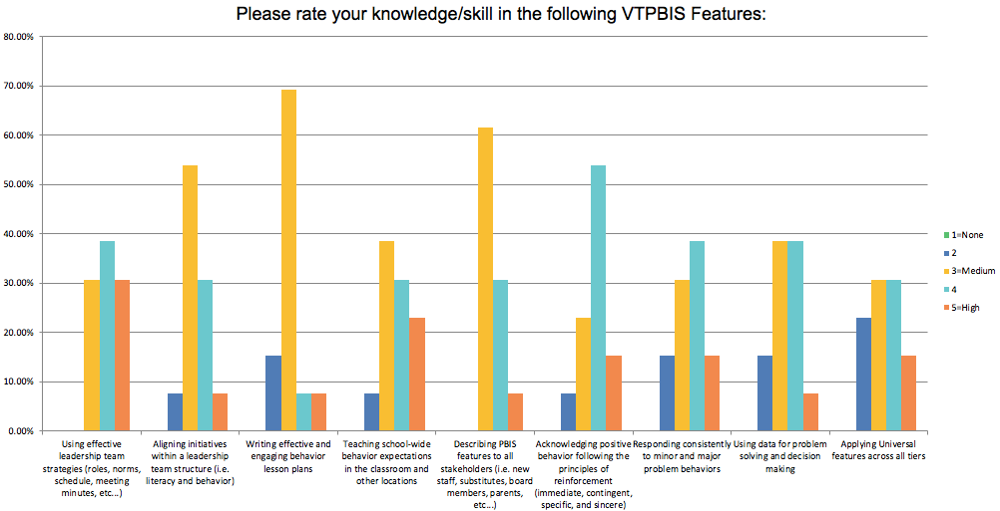 Please rate your knowledge/skill in the following VTPBIS Features:
80.00%
70.00%
60.00%
50.00%
40.00%
30.00%
20.00%
10.00%
0.00%
1=None
2
3=Medium
4
5=High
Using effective
leadership team
strategies (roles, norms,
schedule, meeting
minutes, etc...)
Aligning initiatives
within a leadership
team structure (i.e.
literacy and behavior)
Writing effective and
engaging behavior
lesson plans
Teaching school-wide
behavior expectations
in the classroom and
other locations
Describing PBIS
features to all
stakeholders (i.e. new
staff, substitutes, board
members, parents,
etc...)
Acknowledging positive
behavior following the
principles of
reinforcement
(immediate, contingent,
specific, and sincere)
Responding consistently
to minor and major
problem behaviors
Using data for problem
solving and decision
making
Applying Universal
features across all tiers